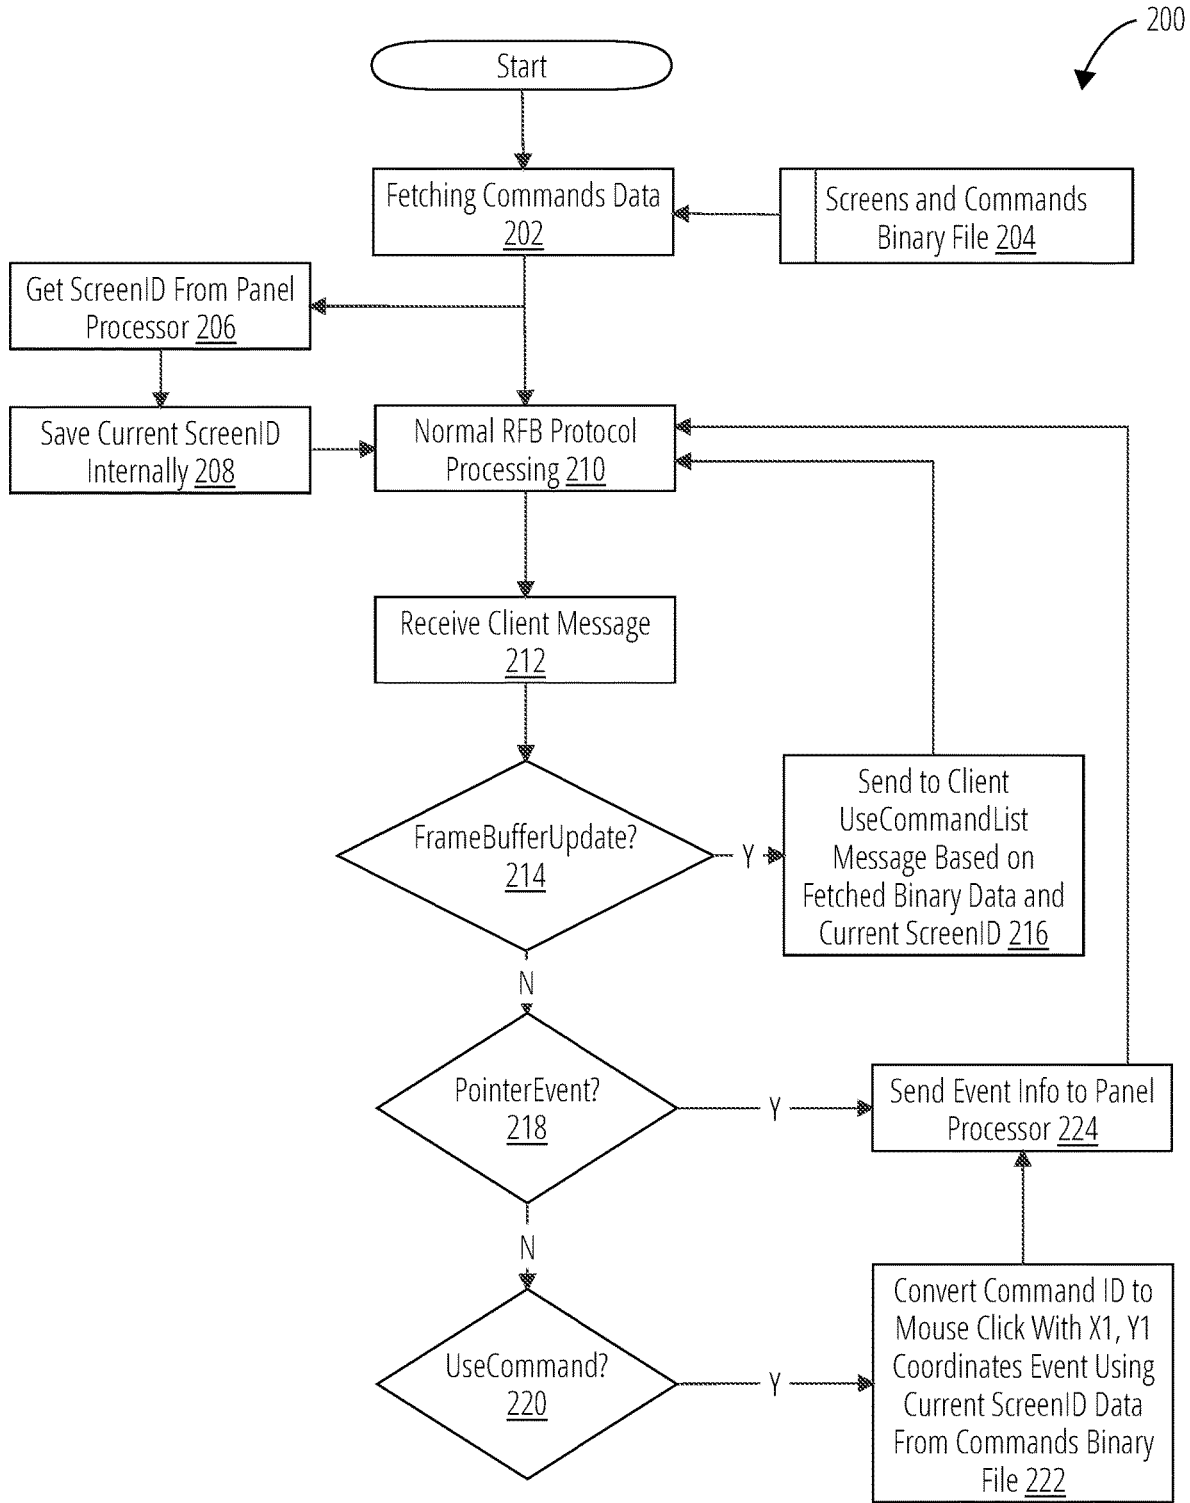 200
Start
Fetching Commands Data
202
Screens and Commands
Binary File 204
Get ScreenID From Panel
Processor 206
Save Current ScreenID
Internally 208
Normal RFB Protocol
Processing 210
Receive Client Message
212
FrameBufferUpdate?
214
Y
Send to Client
UseCommandList
Message Based on
Fetched Binary Data and
Current ScreenID 216
N
PointerEvent?
218
Y
Send Event Info to Panel
Processor 224
N
UseCommand?
220
Y
Convert Command ID to
Mouse Click With X1, Y1
Coordinates Event Using
Current ScreenID Data
From Commands Binary
File 222